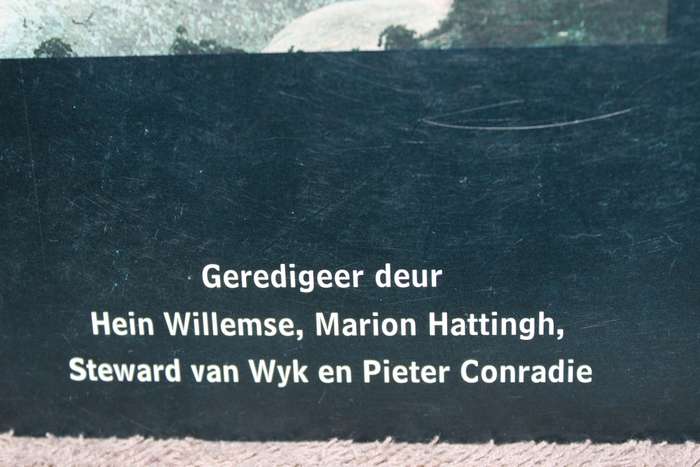 Geredigeer deur
Hein Willemse, Marion Hattingh,
Steward van Wyk en Pieter Conradie